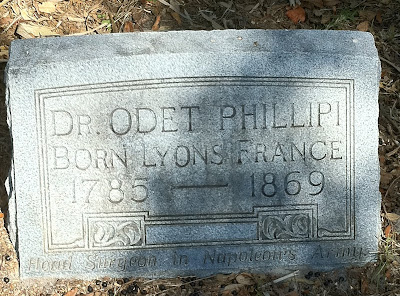 DR. ODET PHILLIPI
BORN LYONS FRANCE
1785 — 1869
Head Surgeon in Napoleon's Army